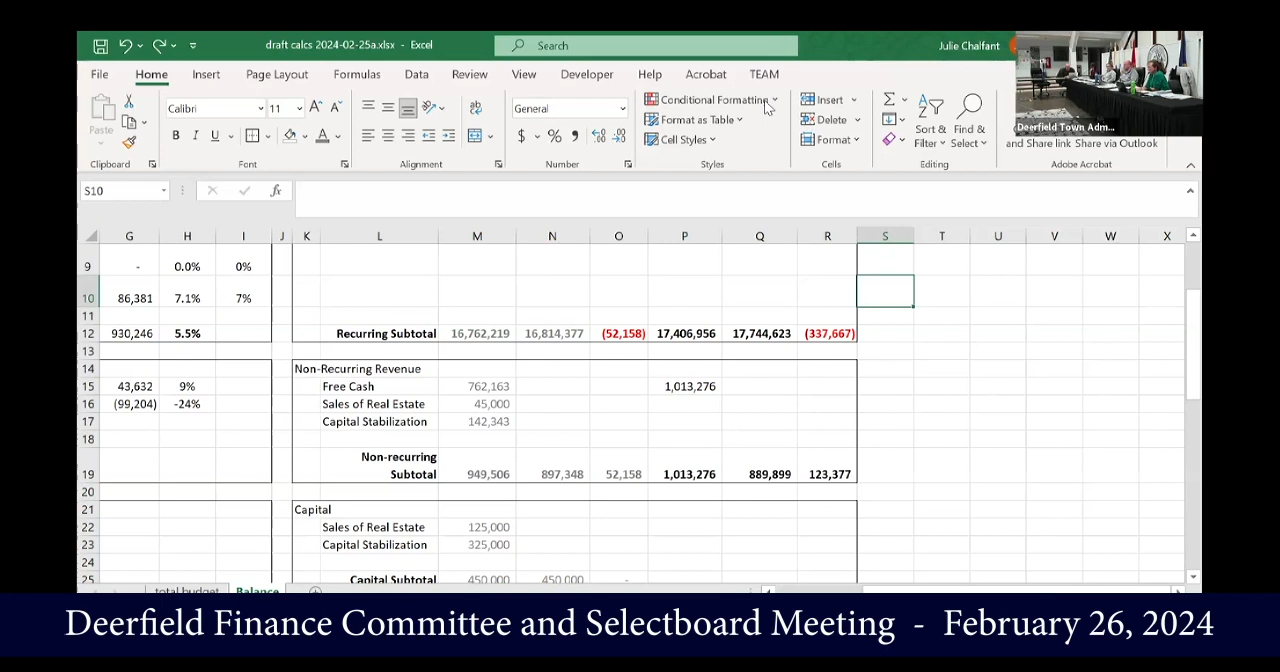 draft calcs 2024-02-25a.xlsx - Excel
Search
Julie Chalfant
File Home Insert Page Layout Formulas Data Review View Developer Help Acrobat TEAM
Deerfield Town Adm...
Paste
Calibri 11
General
Conditional Formatting
Format as Table
Cell Styles
Insert
Delete
Format
Sort & Filter
Find & Select
and Share link Share via Outlook
Clipboard Font Alignment Number Styles Cells Editing Adobe Acrobat
S10
fx
G H I J K L M N O P Q R S T U V W X
9 - 0.0% 0%
10 86,381 7.1% 7%
11
12 930,246 5.5% Recurring Subtotal 16,762,219 16,814,377 (52,158) 17,406,956 17,744,623 (337,667)
13
14 Non-Recurring Revenue
15 43,632 9% Free Cash 762,163 1,013,276
16 (99,204) -24% Sales of Real Estate 45,000
17 Capital Stabilization 142,343
18
Non-recurring
19 Subtotal 949,506 897,348 52,158 1,013,276 889,899 123,377
20
21 Capital
22 Sales of Real Estate 125,000
23 Capital Stabilization 325,000
24
25 Capital Subtotal 450,000 450,000 -
total budget Balance
Deerfield Finance Committee and Selectboard Meeting - February 26, 2024